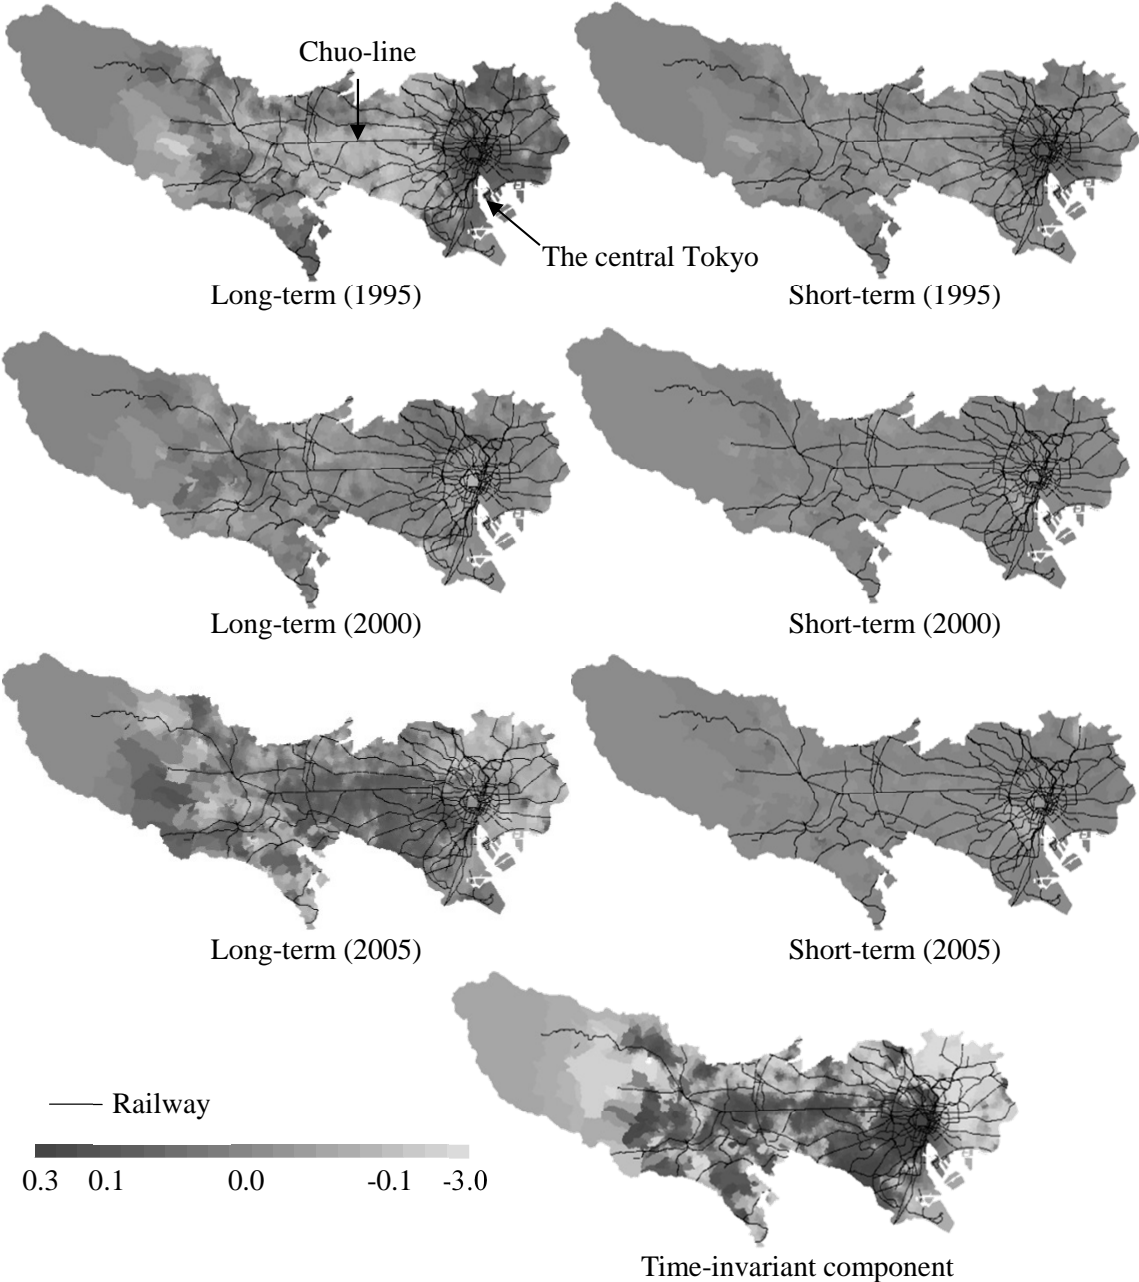 Chuo-line
The central Tokyo
Long-term (1995)
Short-term (1995)
Long-term (2000)
Short-term (2000)
Long-term (2005)
Short-term (2005)
Railway
0.3 0.1 0.0 -0.1 -3.0
Time-invariant component